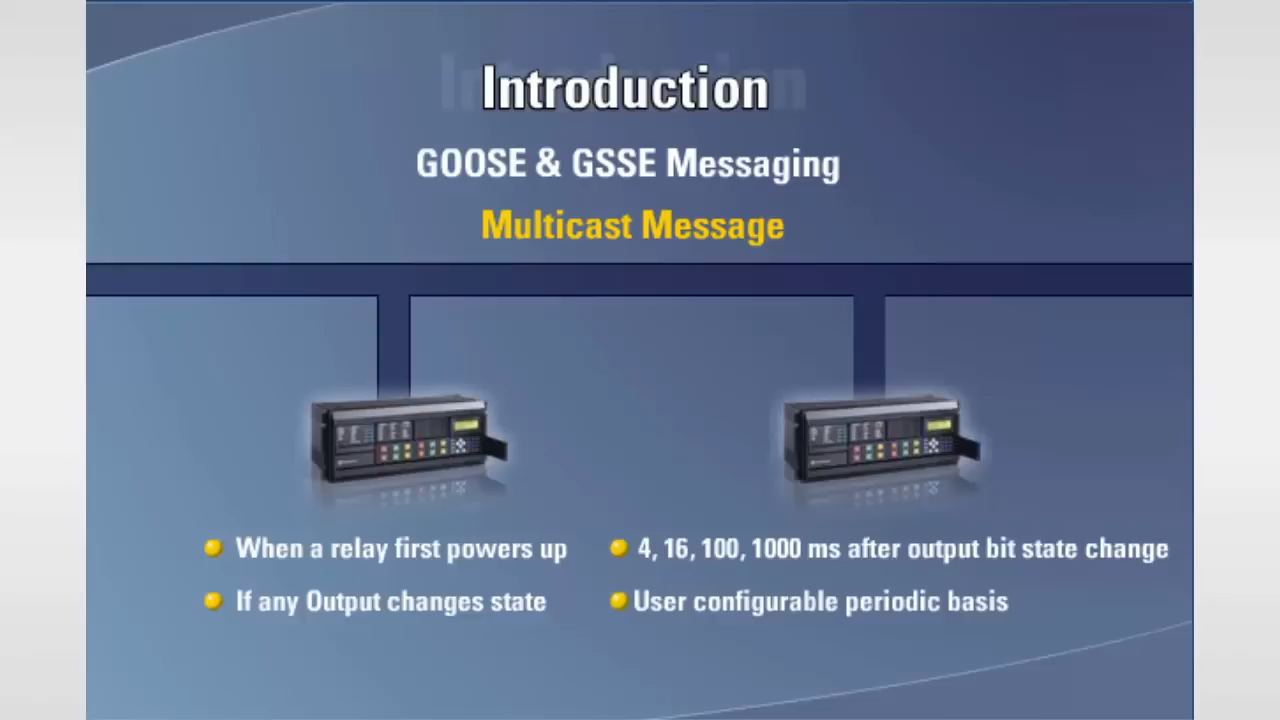 Introduction
GOOSE & GSSE Messaging
Multicast Message
When a relay first powers up
4, 16, 100, 1000 ms after output bit state change
If any Output changes state
User configurable periodic basis